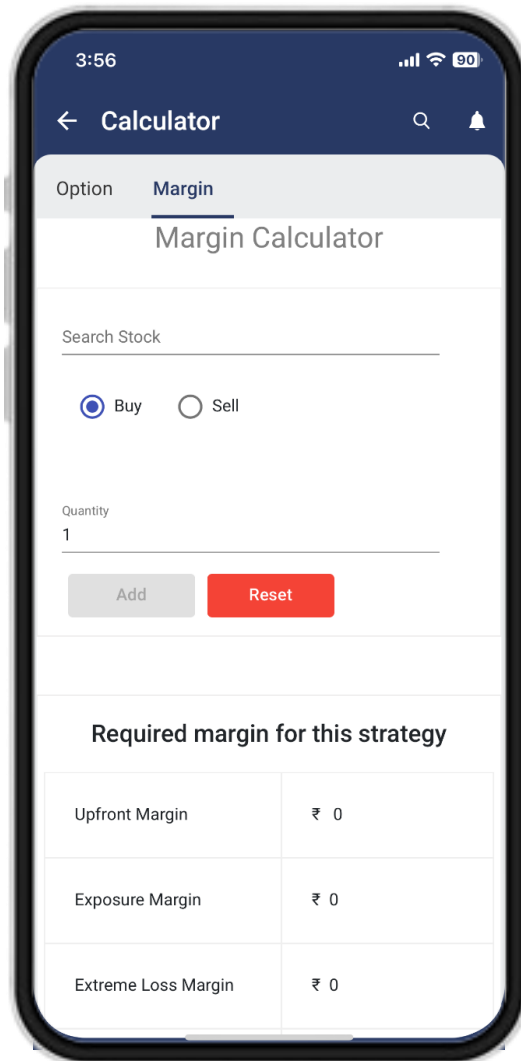 3:56 90
Calculator
Option Margin
Margin Calculator
Search Stock
Buy Sell
Quantity
1
Add Reset
Required margin for this strategy
Upfront Margin ₹ 0
Exposure Margin ₹ 0
Extreme Loss Margin ₹ 0